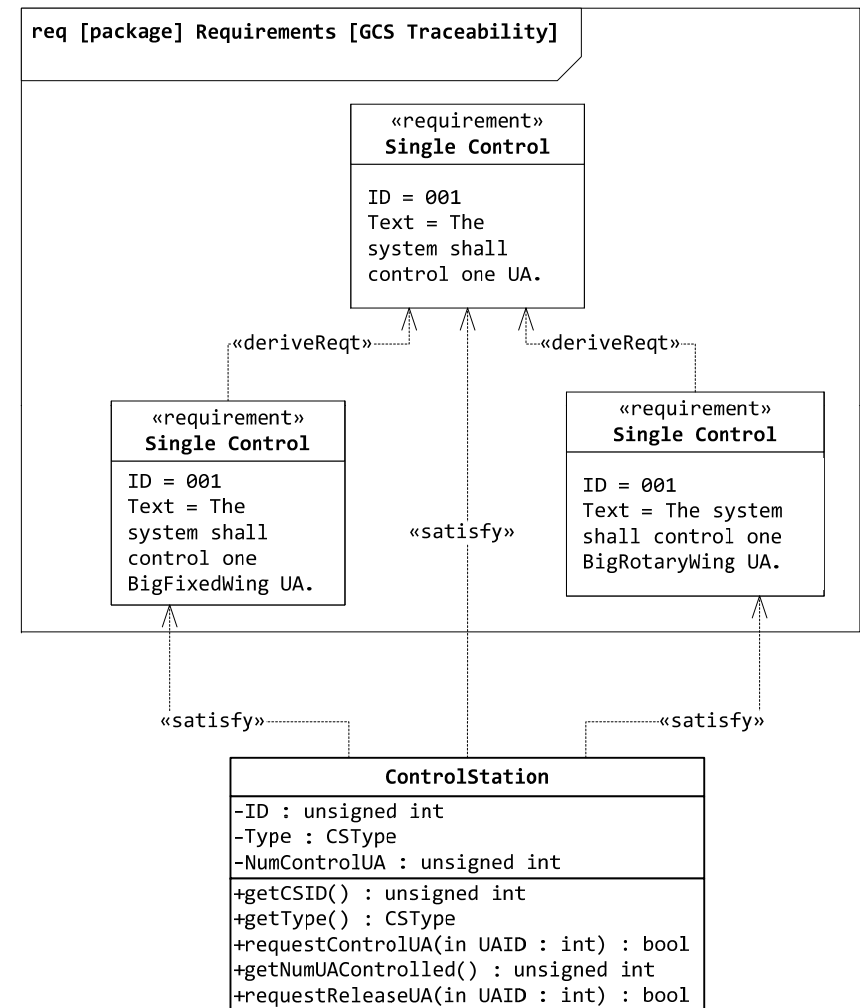 req [package] Requirements [GCS Traceability]
«requirement»
Single Control
ID = 001
Text = The
system shall
control one UA.
«deriveReqt»
«deriveReqt»
«requirement»
Single Control
ID = 001
Text = The
system shall
control one
BigFixedWing UA.
«requirement»
Single Control
ID = 001
Text = The system
shall control one
BigRotaryWing UA.
«satisfy»
«satisfy»
«satisfy»
ControlStation
-ID : unsigned int
-Type : CSType
-NumControlUA : unsigned int
+getCSID() : unsigned int
+getType() : CSType
+requestControlUA(in UAID : int) : bool
+getNumUAControlled() : unsigned int
+requestReleaseUA(in UAID : int) : bool